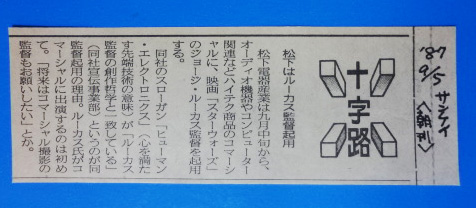 '87
9/5 サンケイ
〈朝刊〉
十字路
松下はルーカス監督起用
松下電器産業は九月中旬から、
オーディオ機器やコンピューター
関連などハイテク商品のコマーシ
ャルに、映画「スターウォーズ」
のジョージ・ルーカス監督を起用
する。
同社のスローガン「ヒューマン
・エレクトロニクス」（心を満た
す先端技術の意味）が「ルーカス
監督の創作哲学と一致している」
（同社宣伝事業部）というのが同
監督起用の理由。ルーカス氏がコ
マーシャルに出演するのは初め
て。「将来はコマーシャル撮影の
監督もお願いしたい」とか。